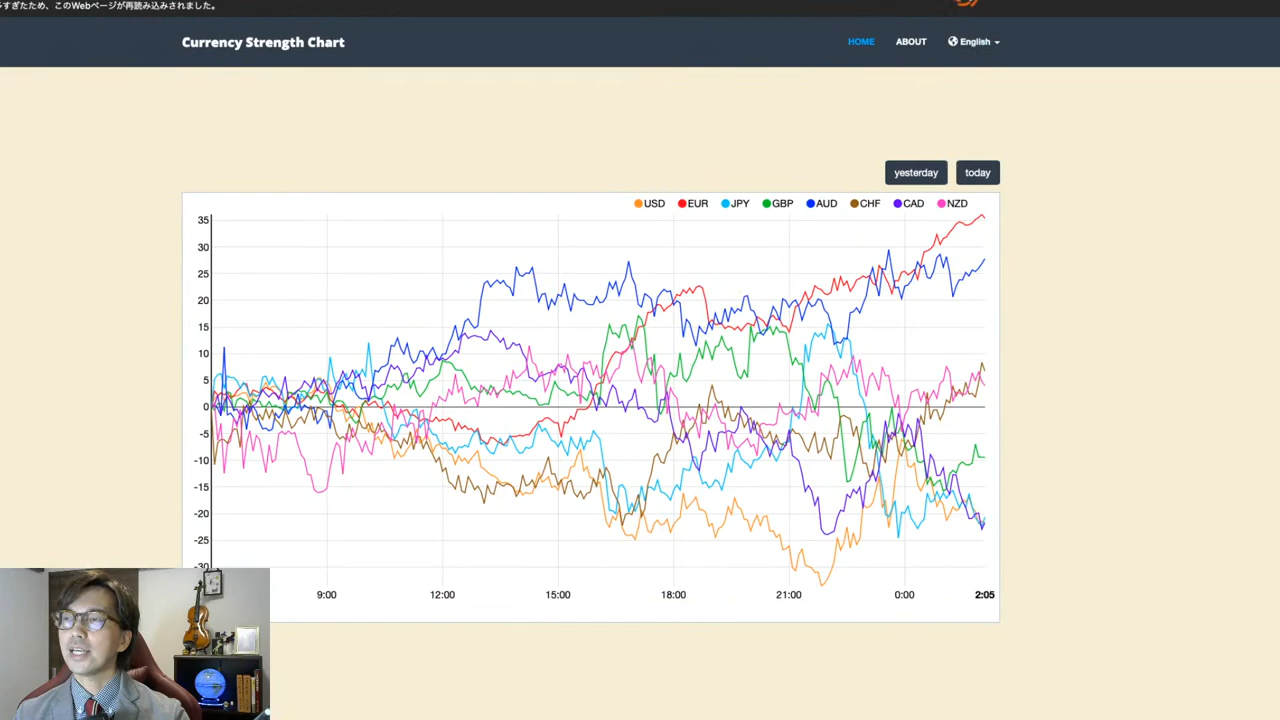 すぎたため、このWebページが再読み込みされました。
Currency Strength Chart
HOME ABOUT English
yesterday today
USD EUR JPY GBP AUD CHF CAD NZD
35
30
25
20
15
10
5
0
-5
-10
-15
-20
-25
-30
9:00 12:00 15:00 18:00 21:00 0:00 2:05